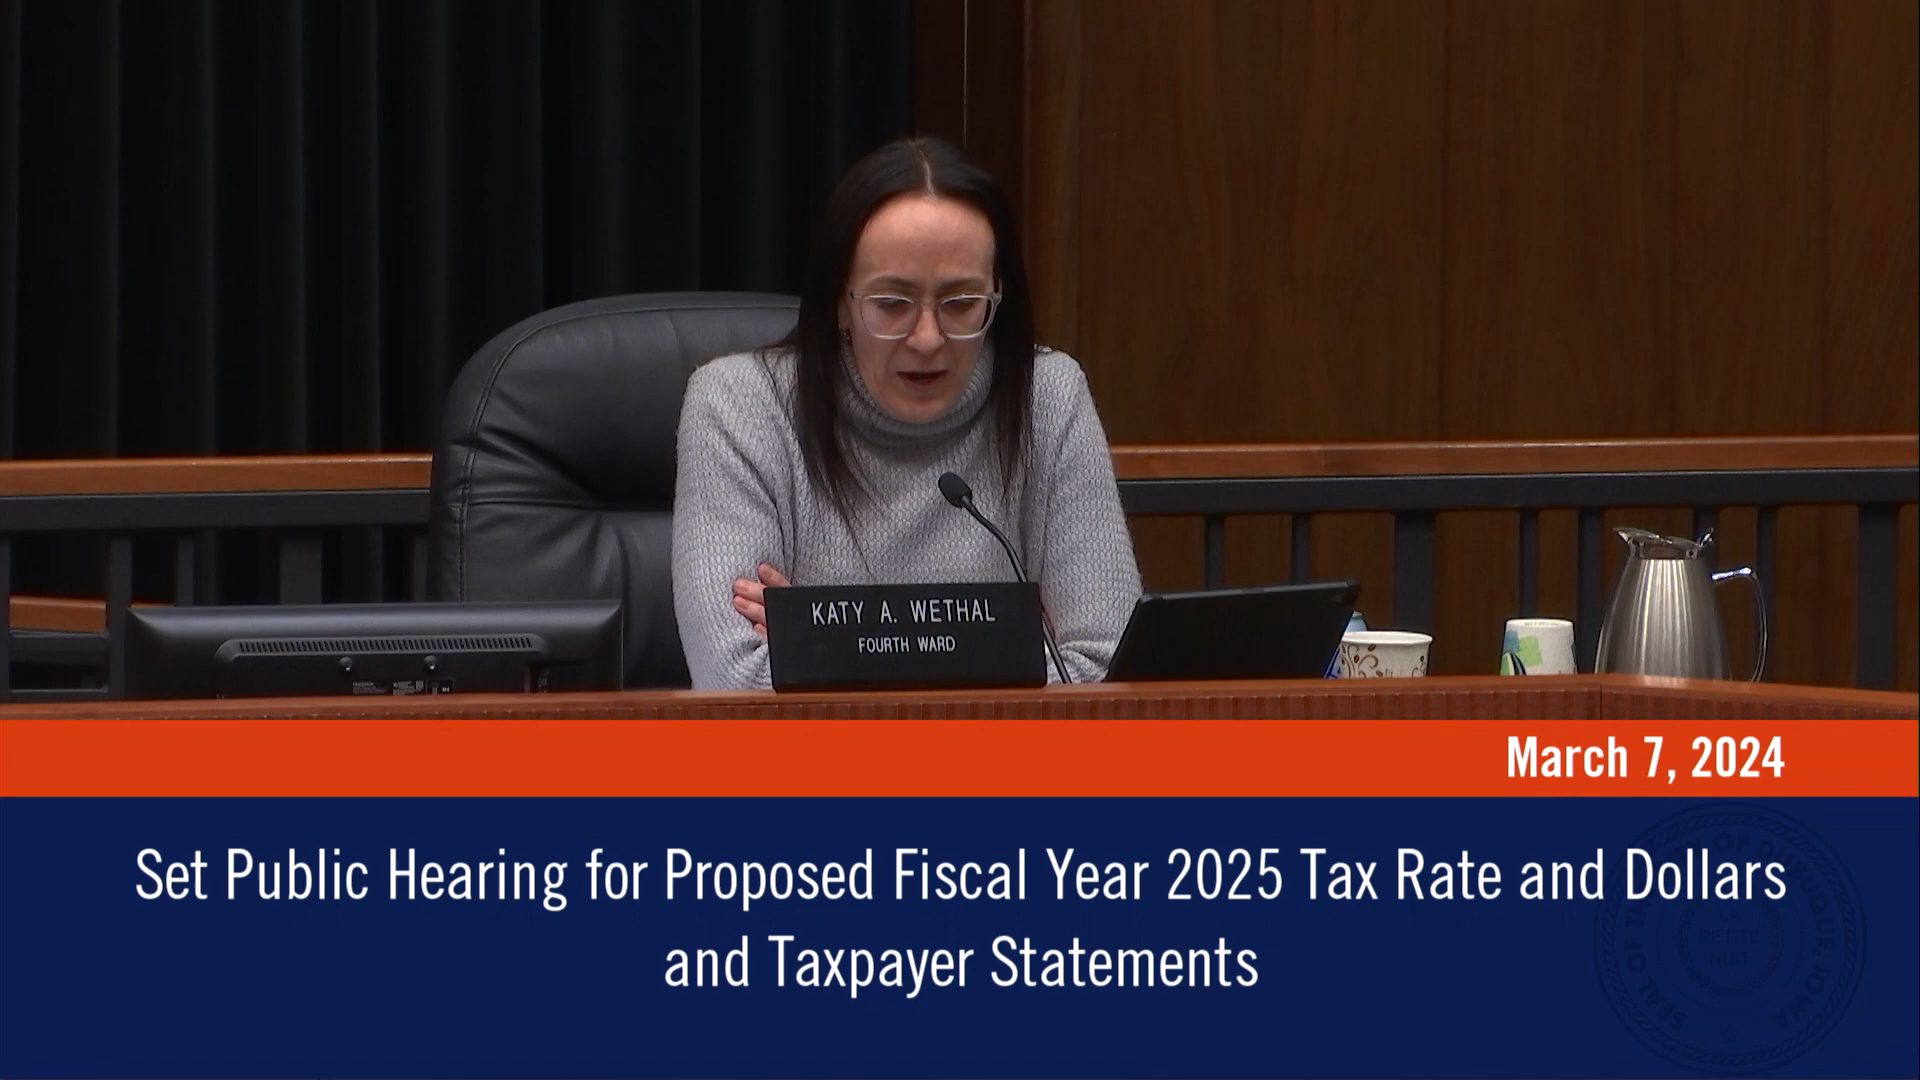 KATY A. WETHAL
FOURTH WARD
March 7, 2024
Set Public Hearing for Proposed Fiscal Year 2025 Tax Rate and Dollars
and Taxpayer Statements